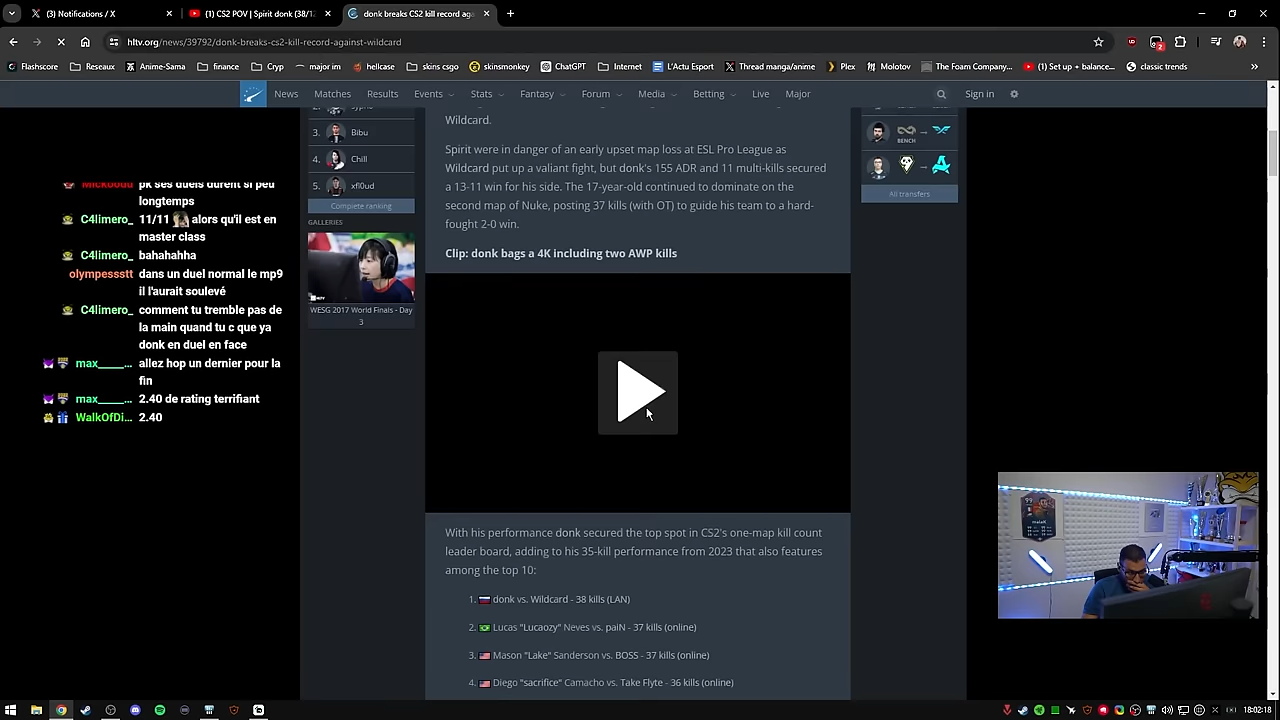 (3) Notifications / X
(1) CS2 POV | Spirit donk (38/12
donk breaks CS2 kill record aga
hltv.org/news/39792/donk-breaks-cs2-kill-record-against-wildcard
Flashscore
Reseaux
Anime-Sama
finance
Cryp
major im
hellcase
skins csgo
skinsmonkey
ChatGPT
Internet
L'Actu Esport
Thread manga/anime
Plex
Molotov
The Foam Company...
(1) Set up + balance...
classic trends
News
Matches
Results
Events
Stats
Fantasy
Forum
Media
Betting
Live
Major
Sign in
3. Bibu
4. Chill
5. xfl0ud
Complete ranking
GALLERIES
WESG 2017 World Finals - Day
3
Wildcard.
Spirit were in danger of an early upset map loss at ESL Pro League as
Wildcard put up a valiant fight, but donk's 155 ADR and 11 multi-kills secured
a 13-11 win for his side. The 17-year-old continued to dominate on the
second map of Nuke, posting 37 kills (with OT) to guide his team to a hard-
fought 2-0 win.
Clip: donk bags a 4K including two AWP kills
With his performance donk secured the top spot in CS2's one-map kill count
leader board, adding to his 35-kill performance from 2023 that also features
among the top 10:
1. donk vs. Wildcard - 38 kills (LAN)
2. Lucas "Lucaozy" Neves vs. paiN - 37 kills (online)
3. Mason "Lake" Sanderson vs. BOSS - 37 kills (online)
4. Diego "sacrifice" Camacho vs. Take Flyte - 36 kills (online)
BENCH
All transfers
pk ses duels durent si peu
longtemps
C4limero_ 11/11 alors qu'il est en
master class
C4limero_ bahahahha
olympessstt dans un duel normal le mp9
il l'aurait soulevé
C4limero_ comment tu tremble pas de
la main quand tu c que ya
donk en duel en face
max____... allez hop un dernier pour la
fin
max____... 2.40 de rating terrifiant
WalkOfDi... 2.40
18:02:18